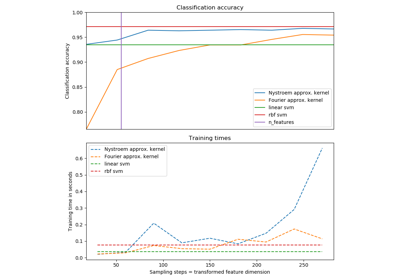 Classification accuracy
1.00
0.95
0.90
0.85
0.80
Classification accuracy
Nystroem approx. kernel
Fourier approx. kernel
linear svm
rbf svm
n_features
Training times
0.6
0.5
0.4
0.3
0.2
0.1
0.0
Training time in seconds
Nystroem approx. kernel
Fourier approx. kernel
linear svm
rbf svm
50 100 150 200 250
Sampling steps = transformed feature dimension